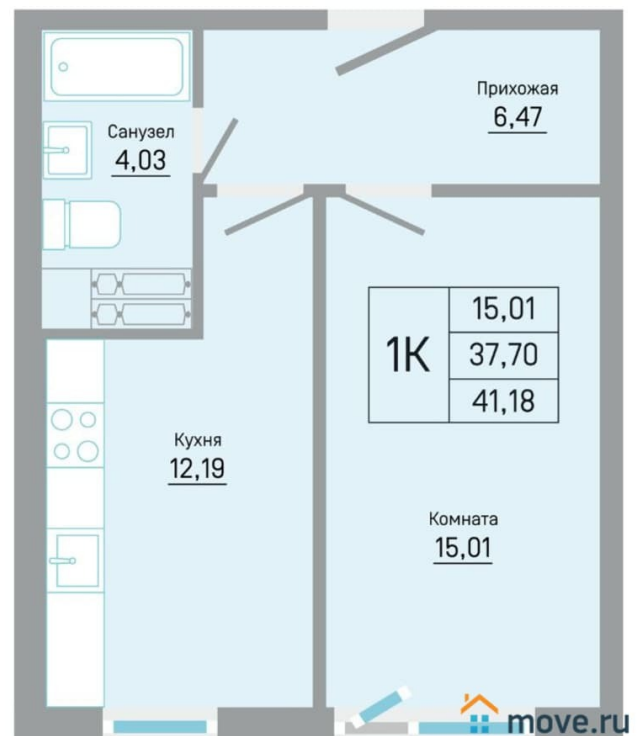 Прихожая
6,47
Санузел
4,03
15,01
1К
37,70
41,18
Кухня
12,19
Комната
15,01
move.ru